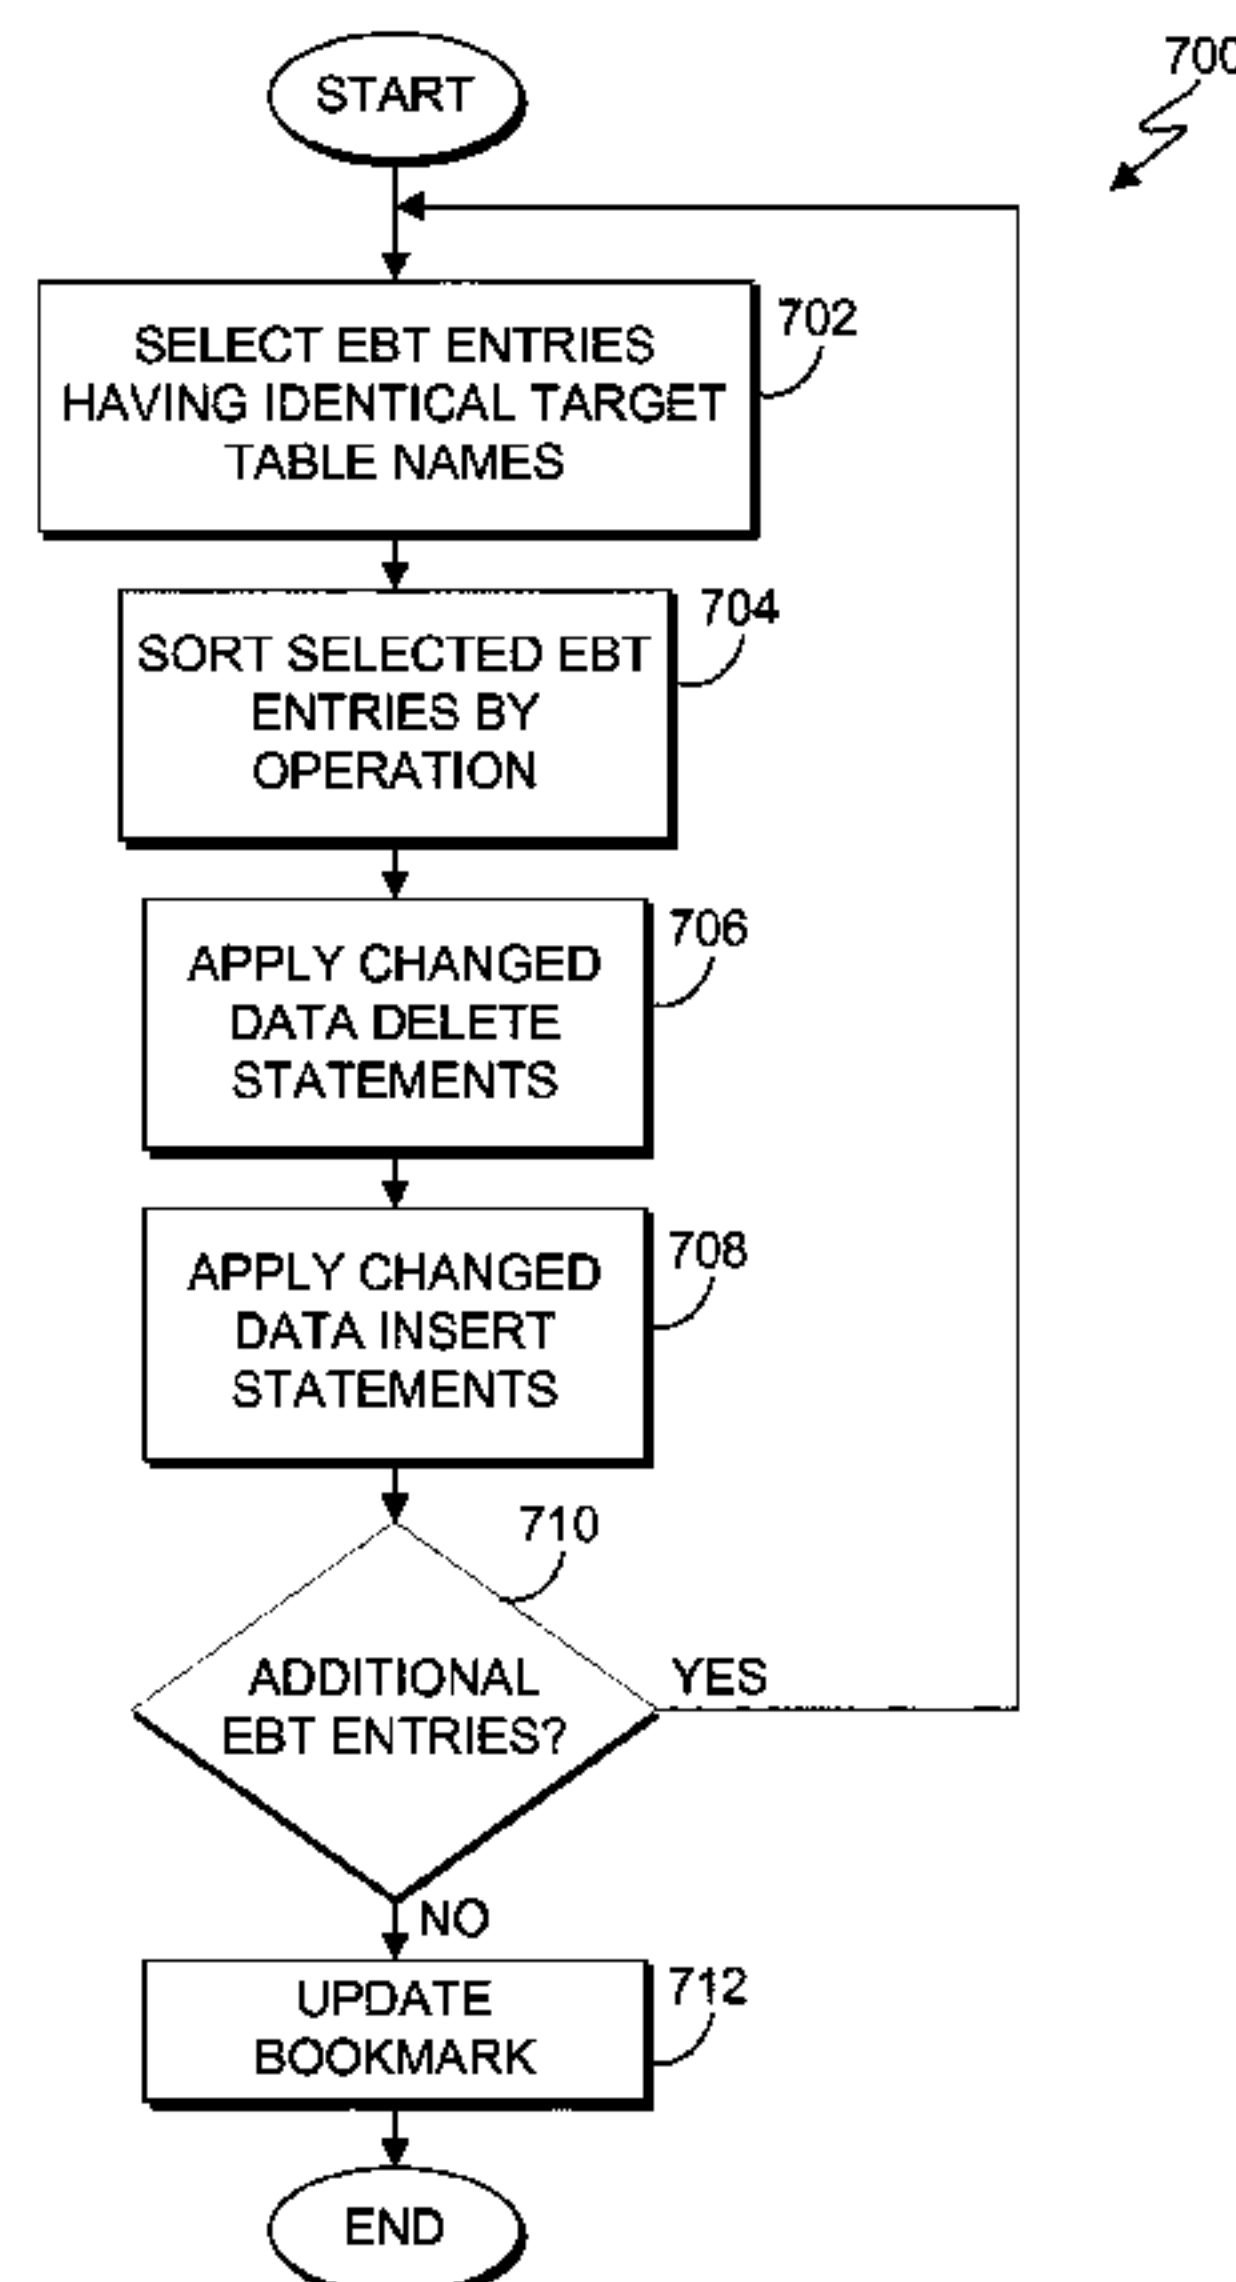 START
700
SELECT EBT ENTRIES
HAVING IDENTICAL TARGET
TABLE NAMES
702
SORT SELECTED EBT
ENTRIES BY
OPERATION
704
APPLY CHANGED
DATA DELETE
STATEMENTS
706
APPLY CHANGED
DATA INSERT
STATEMENTS
708
710
ADDITIONAL
EBT ENTRIES?
YES
NO
UPDATE
BOOKMARK
712
END